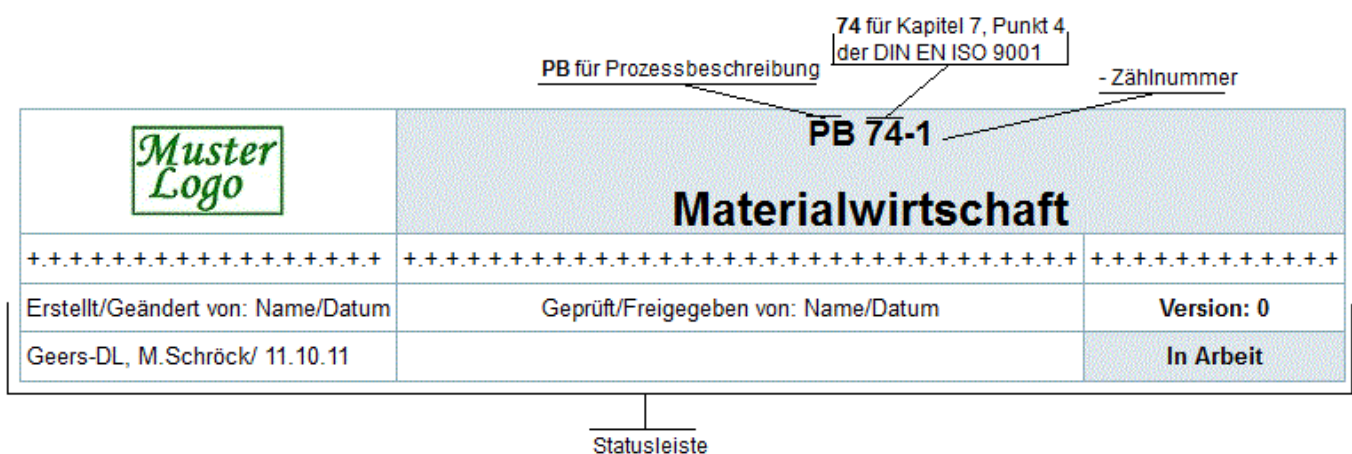 74 für Kapitel 7, Punkt 4
der DIN EN ISO 9001
PB für Prozessbeschreibung
- Zählnummer
Muster
Logo
PB 74-1
Materialwirtschaft
+.+.+.+.+.+.+.+.+.+.+.+.+.+.+.+.+ +.+.+.+.+.+.+.+.+.+.+.+.+.+.+.+.+.+.+.+.+.+.+.+.+.+.+.+.+.+.+.+ +.+.+.+.+.+.+.+.+.+.+.+
Erstellt/Geändert von: Name/Datum Geprüft/Freigegeben von: Name/Datum Version: 0
Geers-DL, M.Schröck/ 11.10.11 In Arbeit
Statusleiste